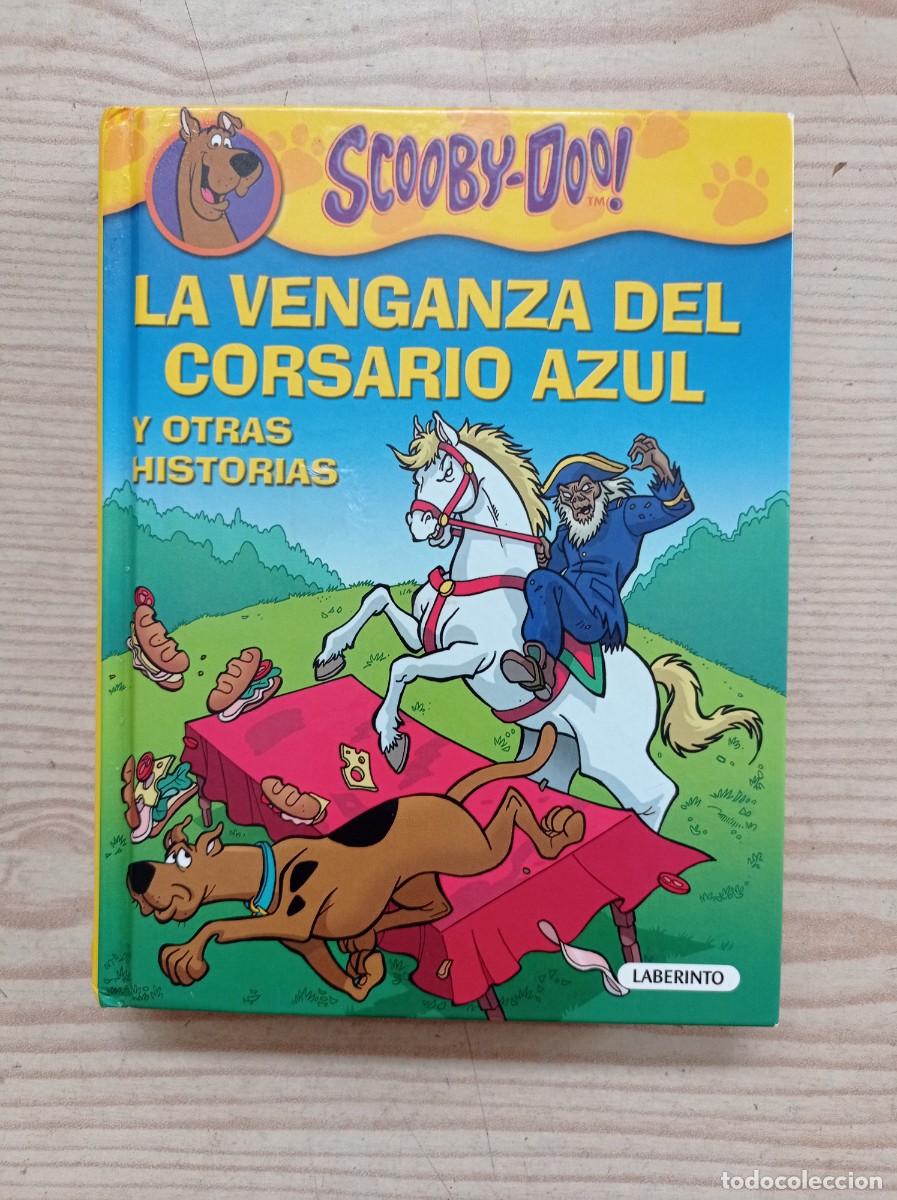 SCOOBY-DOO!
TM
LA VENGANZA DEL
CORSARIO AZUL
Y OTRAS
HISTORIAS
LABERINTO
todocoleccion